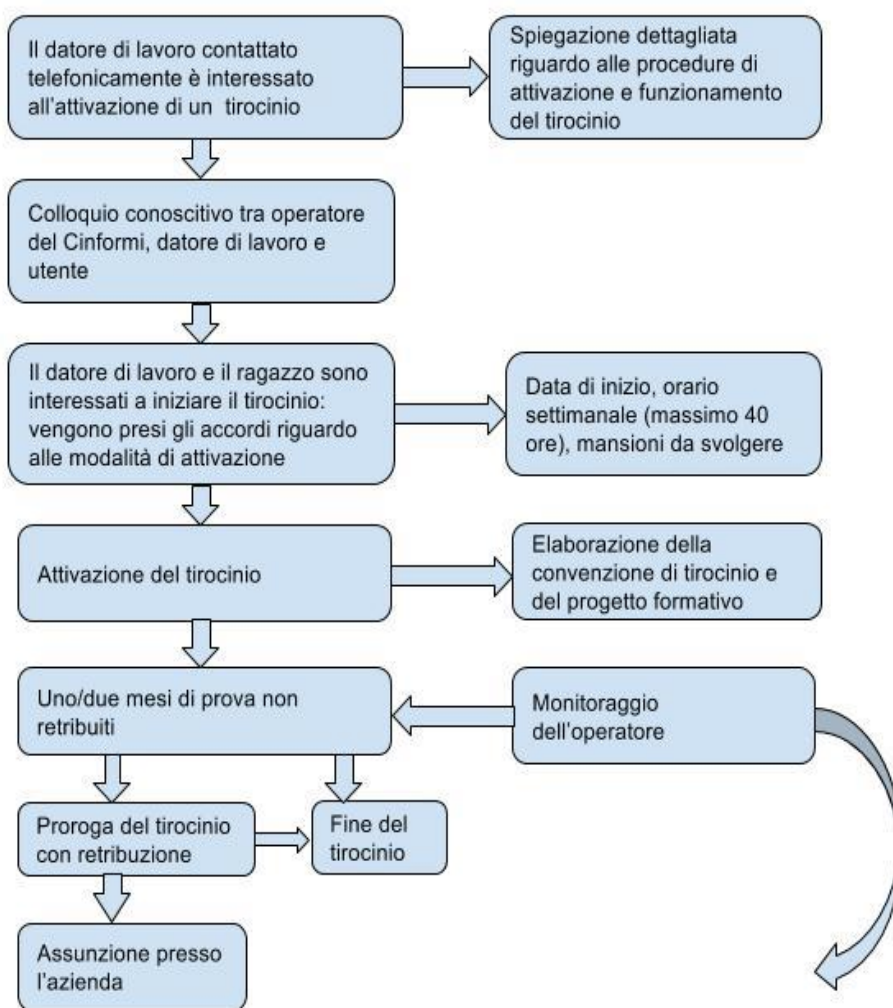 Il datore di lavoro contattato
telefonicamente è interessato
all'attivazione di un tirocinio
Spiegazione dettagliata
riguardo alle procedure di
attivazione e funzionamento
del tirocinio
Colloquio conoscitivo tra operatore
del Cinformi, datore di lavoro e
utente
Il datore di lavoro e il ragazzo sono
interessati a iniziare il tirocinio:
vengono presi gli accordi riguardo
alle modalità di attivazione
Data di inizio, orario
settimanale (massimo 40
ore), mansioni da svolgere
Attivazione del tirocinio
Elaborazione della
convenzione di tirocinio e
del progetto formativo
Uno/due mesi di prova non
retribuiti
Monitoraggio
dell'operatore
Proroga del tirocinio
con retribuzione
Fine del
tirocinio
Assunzione presso
l'azienda